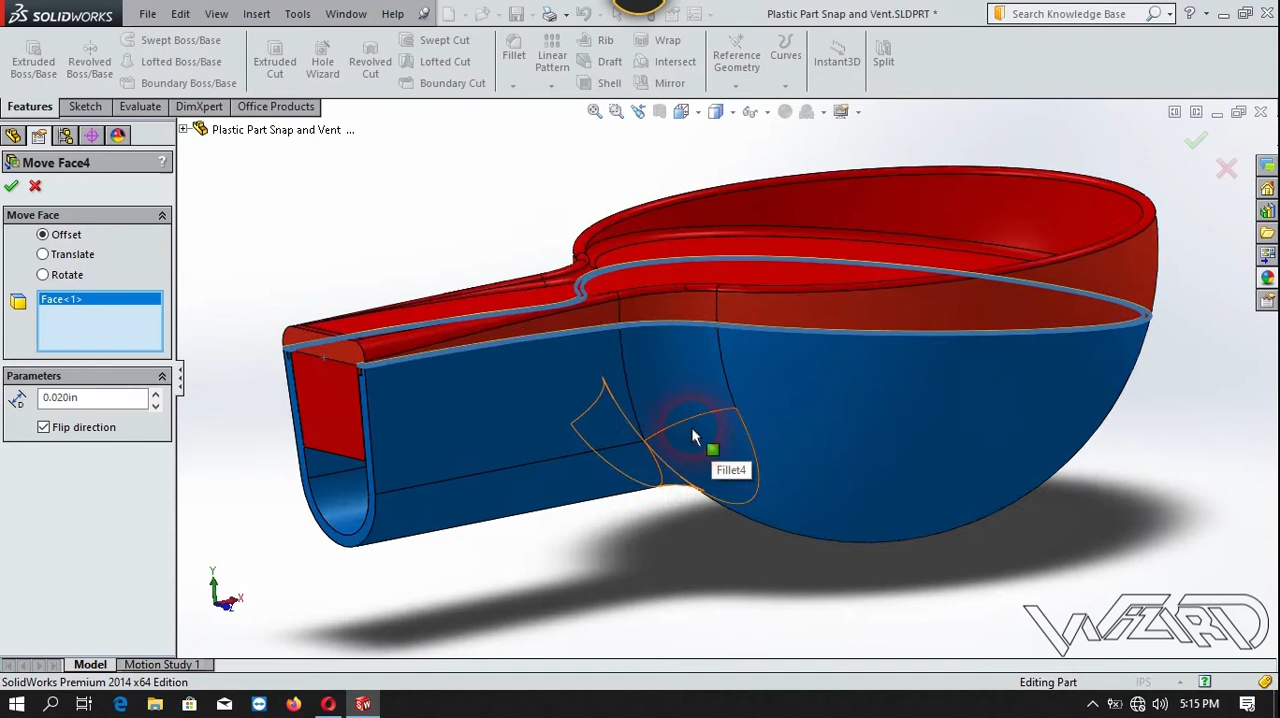 SOLIDWORKS File Edit View Insert Tools Window Help Plastic Part Snap and Vent.SLDPRT * Search Knowledge Base
Extruded Boss/Base
Revolved Boss/Base
Swept Boss/Base
Lofted Boss/Base
Boundary Boss/Base
Extruded Cut
Hole Wizard
Revolved Cut
Swept Cut
Lofted Cut
Boundary Cut
Fillet
Linear Pattern
Rib
Draft
Shell
Wrap
Intersect
Mirror
Reference Geometry
Curves
Instant3D
Split
Features Sketch Evaluate DimXpert Office Products
Plastic Part Snap and Vent ...
Move Face4 ?
Move Face
Offset
Translate
Rotate
Face<1>
Parameters
0.020in
Flip direction
Fillet4
Y
X
Z
WIZARD
Model Motion Study 1
SolidWorks Premium 2014 x64 Edition Editing Part IPS
5:15 PM